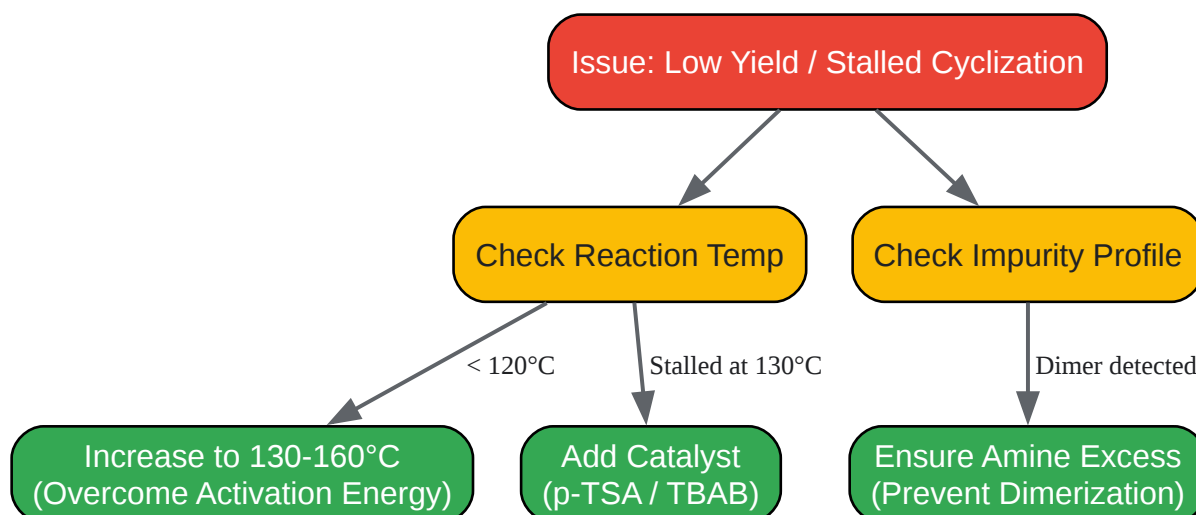 Issue: Low Yield / Stalled Cyclization
Check Reaction Temp
Check Impurity Profile
< 120°C
Stalled at 130°C
Dimer detected
Increase to 130-160°C
(Overcome Activation Energy)
Add Catalyst
(p-TSA / TBAB)
Ensure Amine Excess
(Prevent Dimerization)